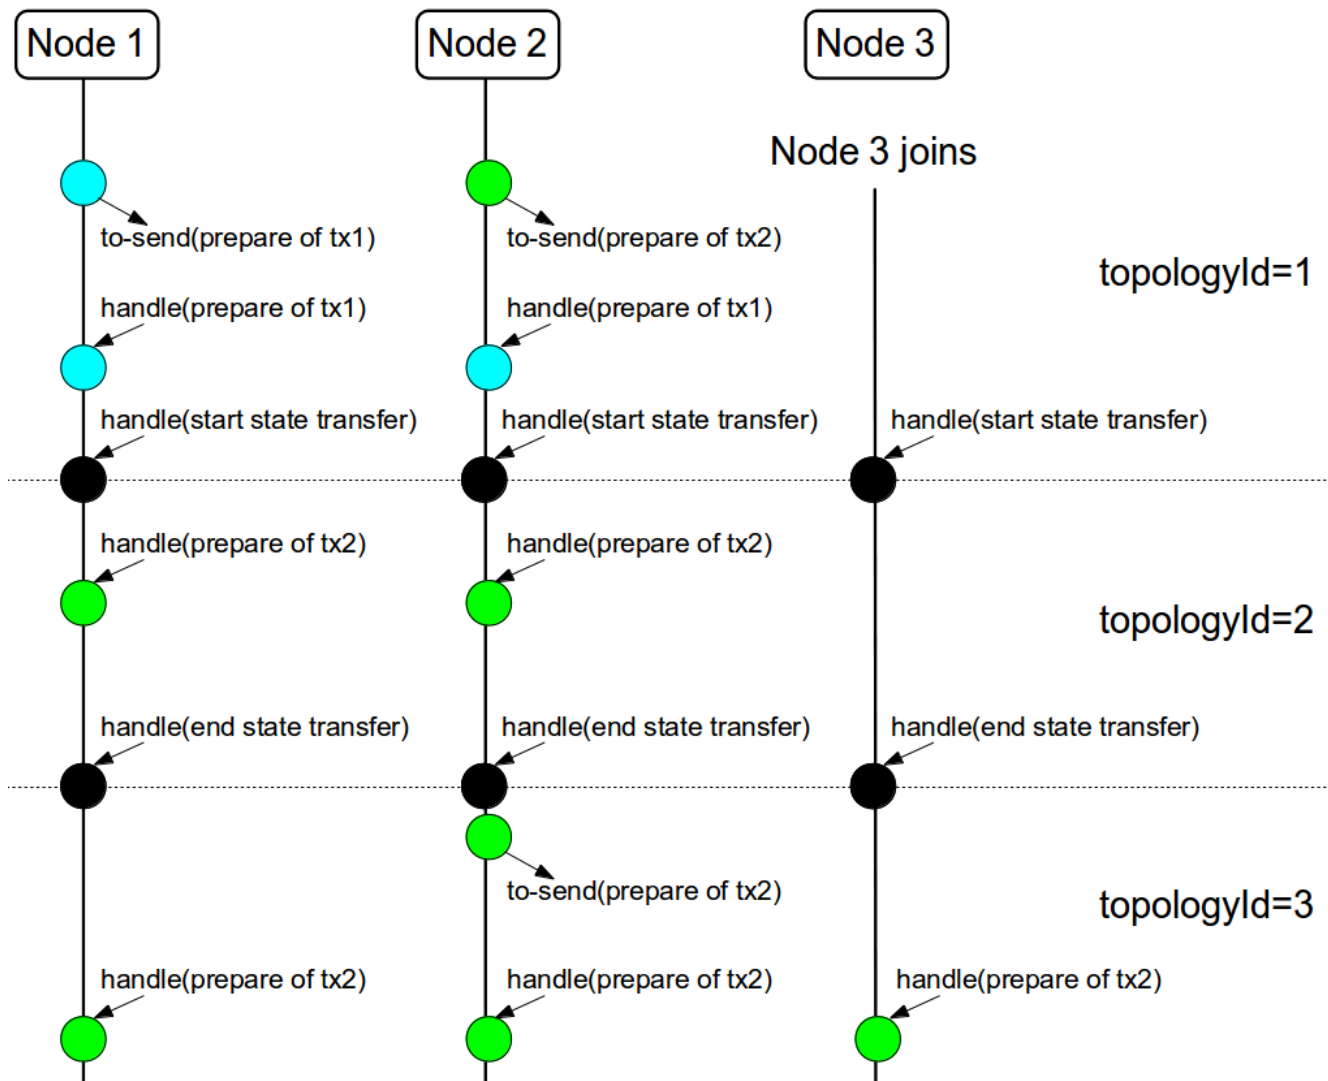 Node 1
Node 2
Node 3
Node 3 joins
to-send(prepare of tx1)
to-send(prepare of tx2)
topologyId=1
handle(prepare of tx1)
handle(prepare of tx1)
handle(start state transfer)
handle(start state transfer)
handle(start state transfer)
handle(prepare of tx2)
handle(prepare of tx2)
topologyId=2
handle(end state transfer)
handle(end state transfer)
handle(end state transfer)
to-send(prepare of tx2)
topologyId=3
handle(prepare of tx2)
handle(prepare of tx2)
handle(prepare of tx2)